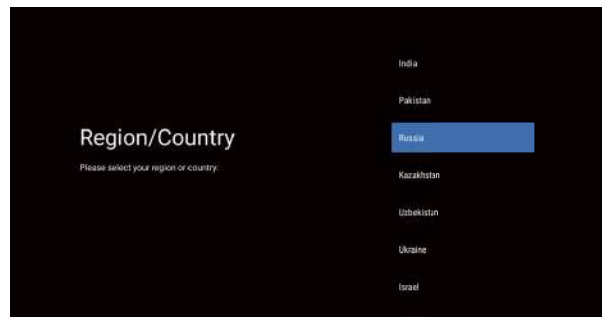 Region/Country
Please select your region or country.
India
Pakistan
Russia
Kazakhstan
Uzbekistan
Ukraine
Israel